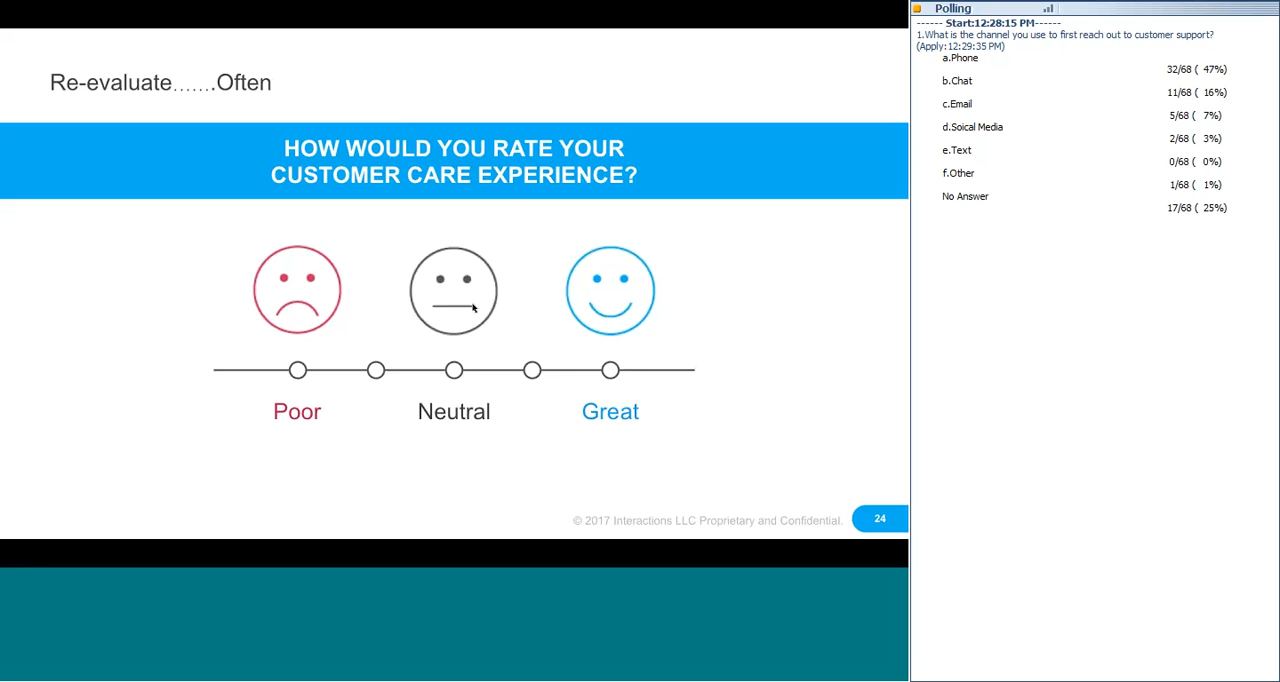 Re-evaluate.......Often
HOW WOULD YOU RATE YOUR
CUSTOMER CARE EXPERIENCE?
Poor
Neutral
Great
© 2017 Interactions LLC Proprietary and Confidential.
24
Polling
------ Start:12:28:15 PM------
1.What is the channel you use to first reach out to customer support?
(Apply:12:29:35 PM)
a.Phone
32/68 ( 47%)
b.Chat
11/68 ( 16%)
c.Email
5/68 ( 7%)
d.Soical Media
2/68 ( 3%)
e.Text
0/68 ( 0%)
f.Other
1/68 ( 1%)
No Answer
17/68 ( 25%)